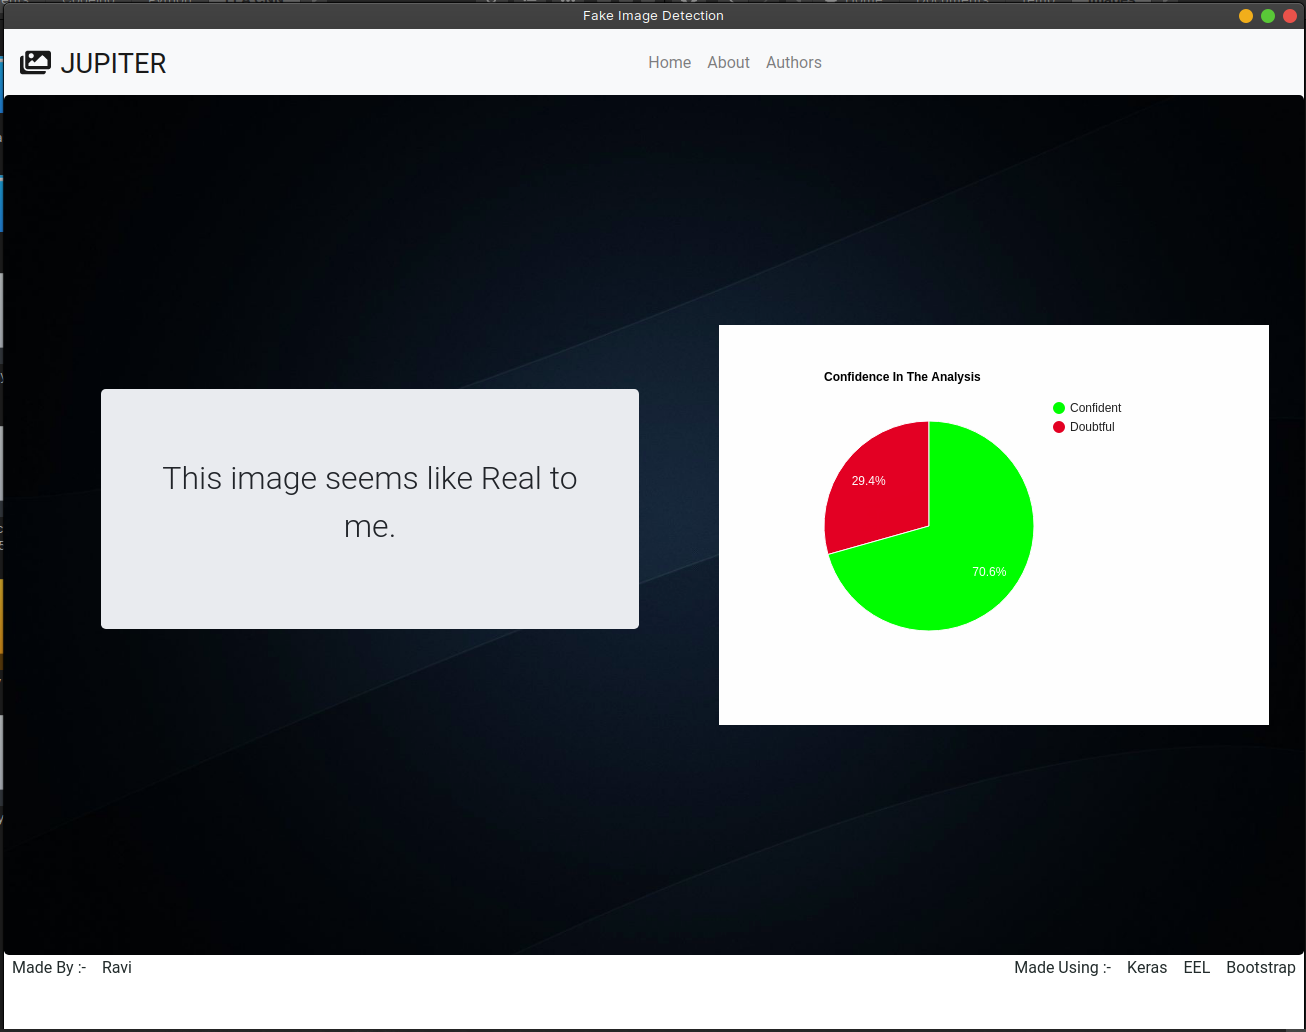 Fake Image Detection
JUPITER
Home About Authors
This image seems like Real to
me.
Confidence In The Analysis
Confident
Doubtful
29.4%
70.6%
Made By :- Ravi
Made Using :- Keras EEL Bootstrap